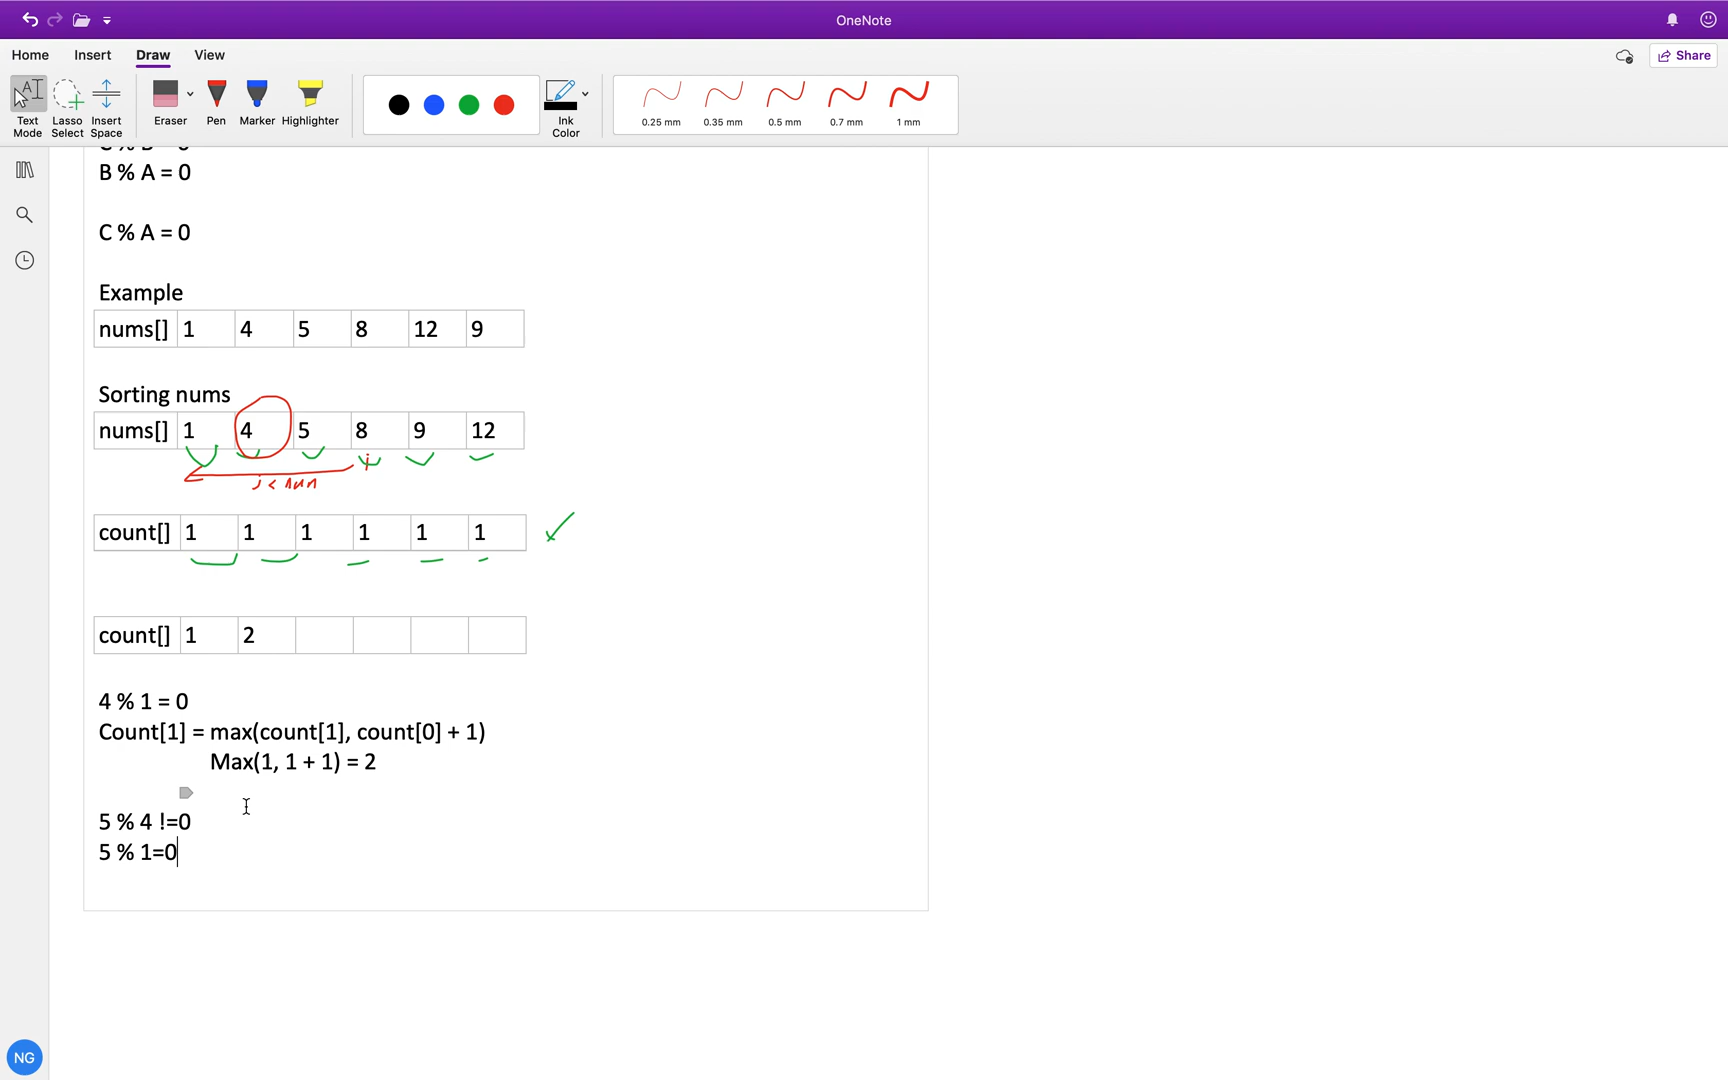 OneNote
Home Insert Draw View
Share
Text Mode
Lasso Select
Insert Space
Eraser
Pen
Marker
Highlighter
Ink Color
0.25 mm
0.35 mm
0.5 mm
0.7 mm
1 mm
B % A = 0
C % A = 0
Example
nums[] 1 4 5 8 12 9
Sorting nums
nums[] 1 4 5 8 9 12
count[] 1 1 1 1 1 1
count[] 1 2
4 % 1 = 0
Count[1] = max(count[1], count[0] + 1)
Max(1, 1 + 1) = 2
5 % 4 !=0
5 % 1=0
NG